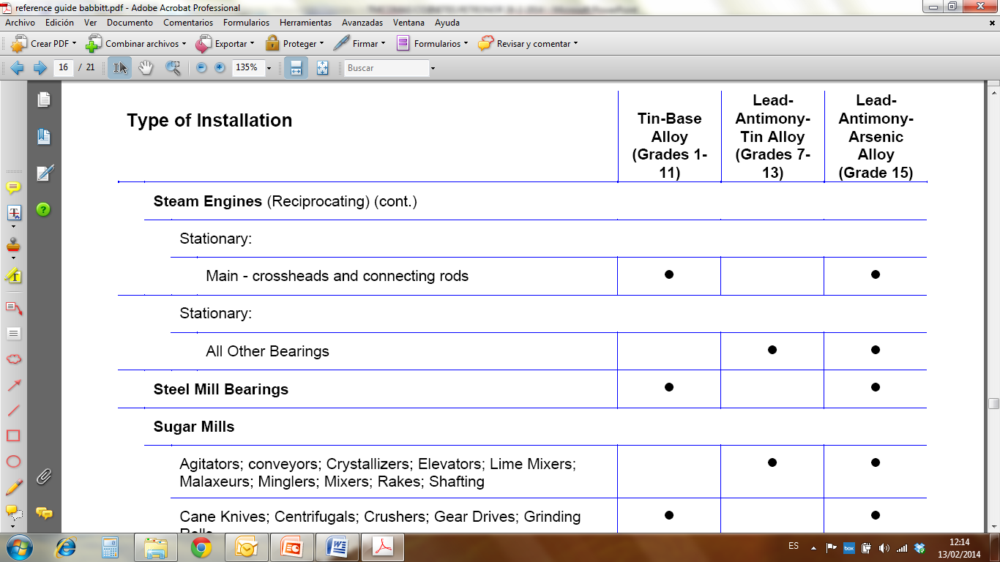 reference guide babbitt.pdf - Adobe Acrobat Professional
Archivo Edición Ver Documento Comentarios Formularios Herramientas Avanzadas Ventana Ayuda
Crear PDF Combinar archivos Exportar Proteger Firmar Formularios Revisar y comentar
16 / 21 135% Buscar
Type of Installation
Tin-Base
Alloy
(Grades 1-
11)
Lead-
Antimony-
Tin Alloy
(Grades 7-
13)
Lead-
Antimony-
Arsenic
Alloy
(Grade 15)
Steam Engines (Reciprocating) (cont.)
Stationary:
Main - crossheads and connecting rods ● ●
Stationary:
All Other Bearings ● ●
Steel Mill Bearings ● ●
Sugar Mills
Agitators; conveyors; Crystallizers; Elevators; Lime Mixers; ● ●
Malaxeurs; Minglers; Mixers; Rakes; Shafting
Cane Knives; Centrifugals; Crushers; Gear Drives; Grinding ● ●
ES
12:14
13/02/2014